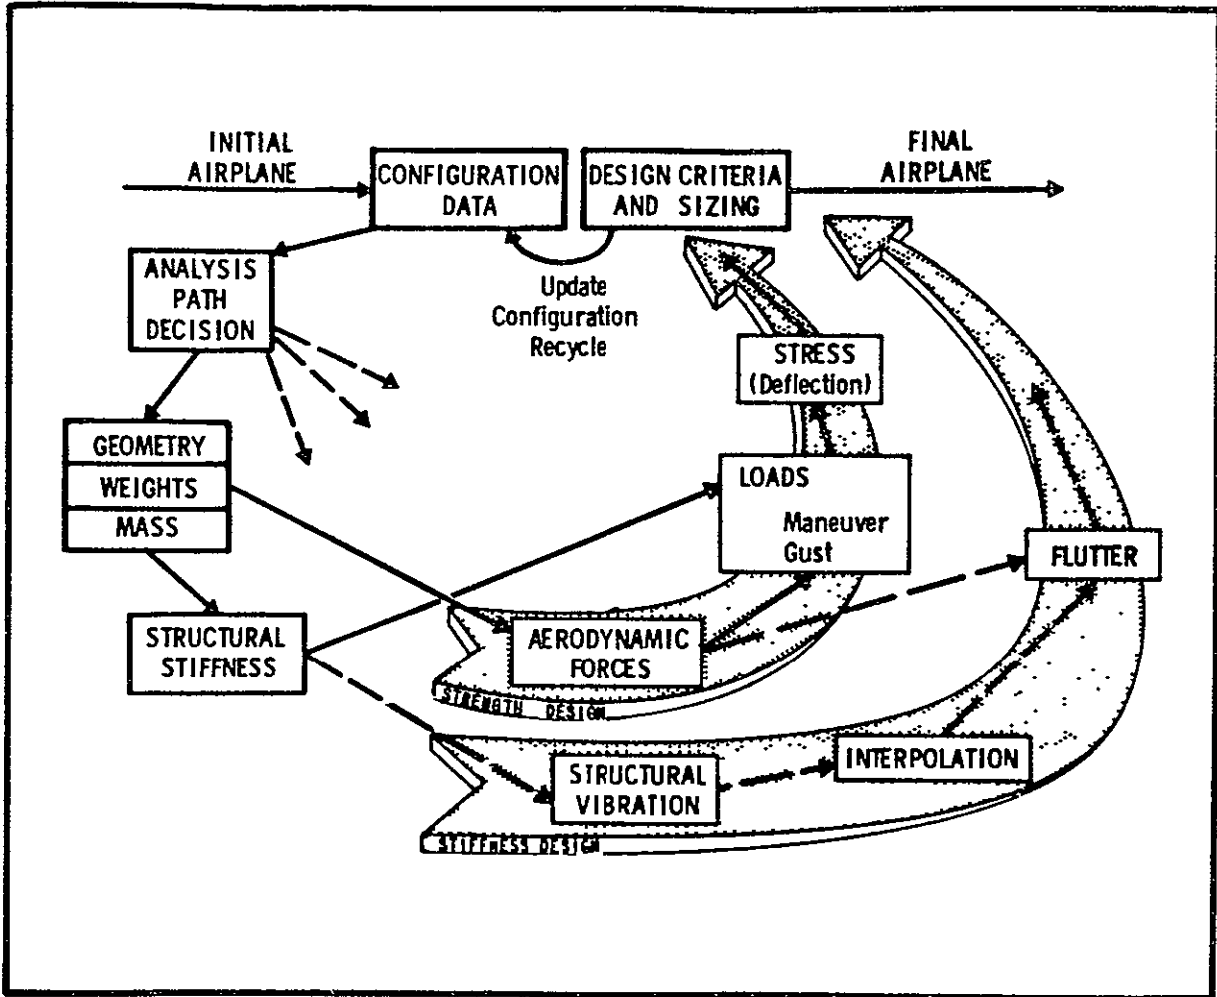 INITIAL
AIRPLANE
CONFIGURATION
DATA
DESIGN CRITERIA
AND SIZING
FINAL
AIRPLANE
Update
Configuration
Recycle
ANALYSIS
PATH
DECISION
STRESS
(Deflection)
GEOMETRY
WEIGHTS
MASS
LOADS
Maneuver
Gust
FLUTTER
STRUCTURAL
STIFFNESS
AERODYNAMIC
FORCES
STRENGTH DESIGN
INTERPOLATION
STRUCTURAL
VIBRATION
STIFFNESS DESIGN